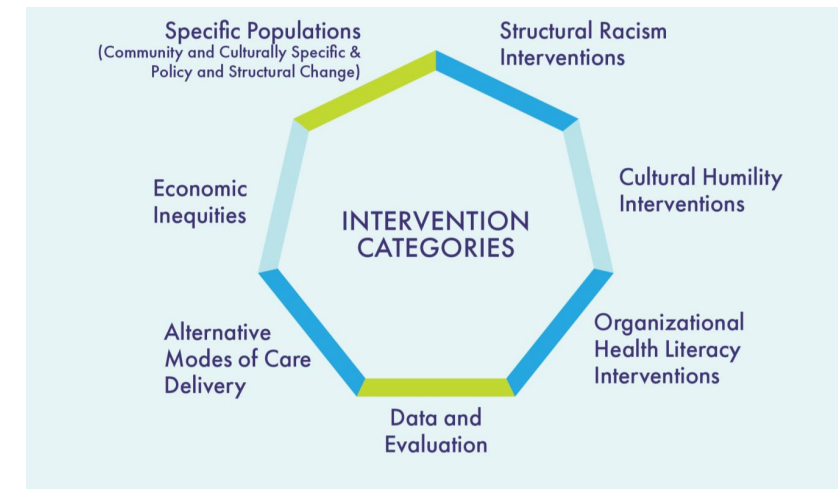 Specific Populations
(Community and Culturally Specific &
Policy and Structural Change)
Structural Racism
Interventions
Cultural Humility
Interventions
Organizational
Health Literacy
Interventions
Data and
Evaluation
Alternative
Modes of Care
Delivery
Economic
Inequities
INTERVENTION
CATEGORIES